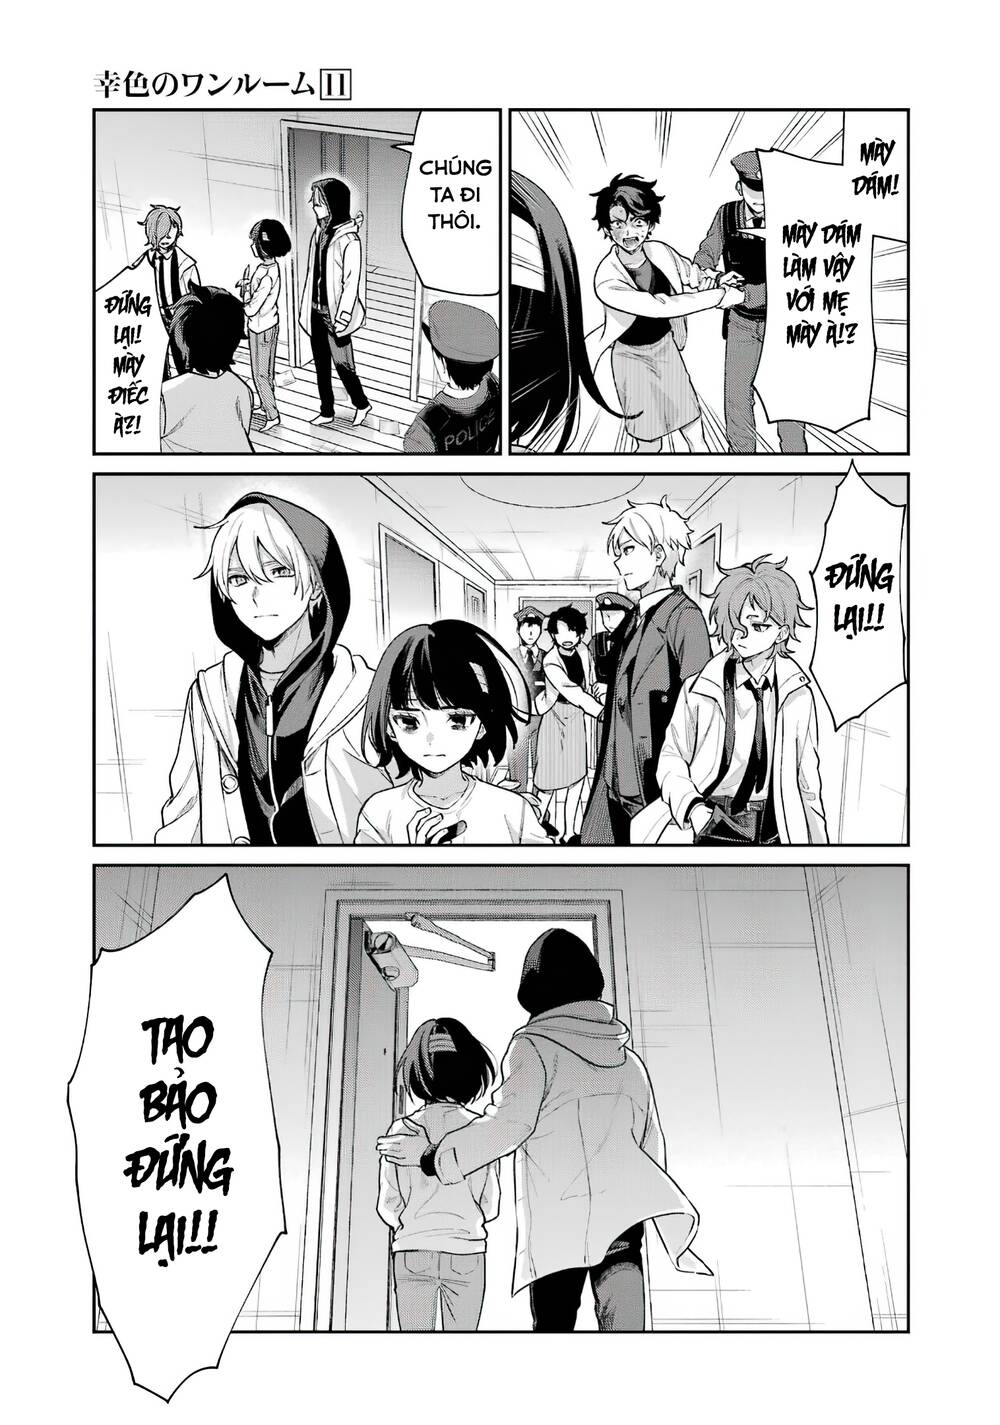 幸色のワンルーム 11
MÀY
DÁM!
MÀY DÁM
LÀM VẬY
VỚI MẸ
MÀY À!?
CHÚNG
TA ĐI
THÔI.
ĐỨNG
LẠI!
MÀY
ĐIẾC
À?!
POLICE
ĐỨNG
LẠI!!
TAO
BẢO
ĐỨNG
LẠI!!